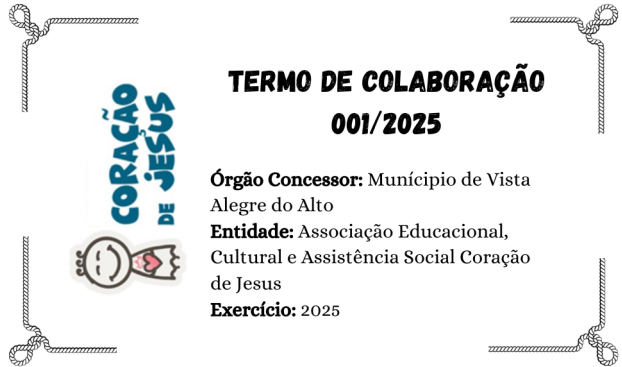 CORAÇÃO
DE JESUS
TERMO DE COLABORAÇÃO
001/2025
Órgão Concessor: Munícipio de Vista
Alegre do Alto
Entidade: Associação Educacional,
Cultural e Assistência Social Coração
de Jesus
Exercício: 2025